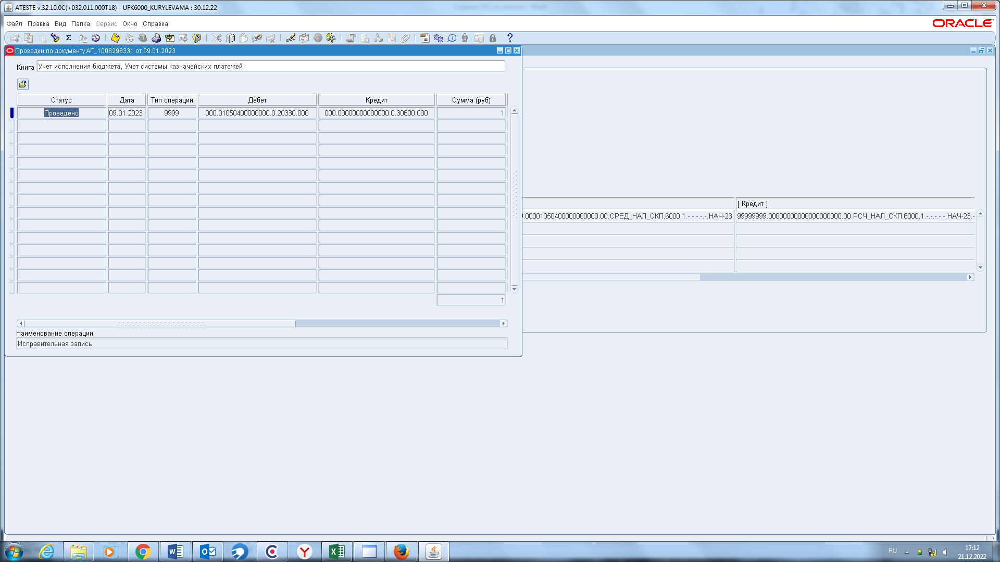 ATESTE v.32.10.0C(+032.011.000T18) - UFK6000_KURYLEVAMA : 30.12.22
Файл Правка Вид Папка Сервис Окно Справка
ORACLE
Проводки по документу АГ_1008298331 от 09.01.2023
Книга Учет исполнения бюджета, Учет системы казначейских платежей
Статус Дата Тип операции Дебет Кредит Сумма (руб)
Проведено 09.01.2023 9999 000.01050400000000.0.20330.000 000.00000000000000.0.30600.000 1
[ Кредит ]
.00001050400000000000.00.СРЕД_НАЛ_СКП.6000.1.-.-.-.-.-.НАЧ-23. 99999999.00000000000000000000.00.РСЧ_НАЛ_СКП.6000.1.-.-.-.-.-.НАЧ-23.-
1
Наименование операции
Исправительная запись
RU
17:12
21.12.2022